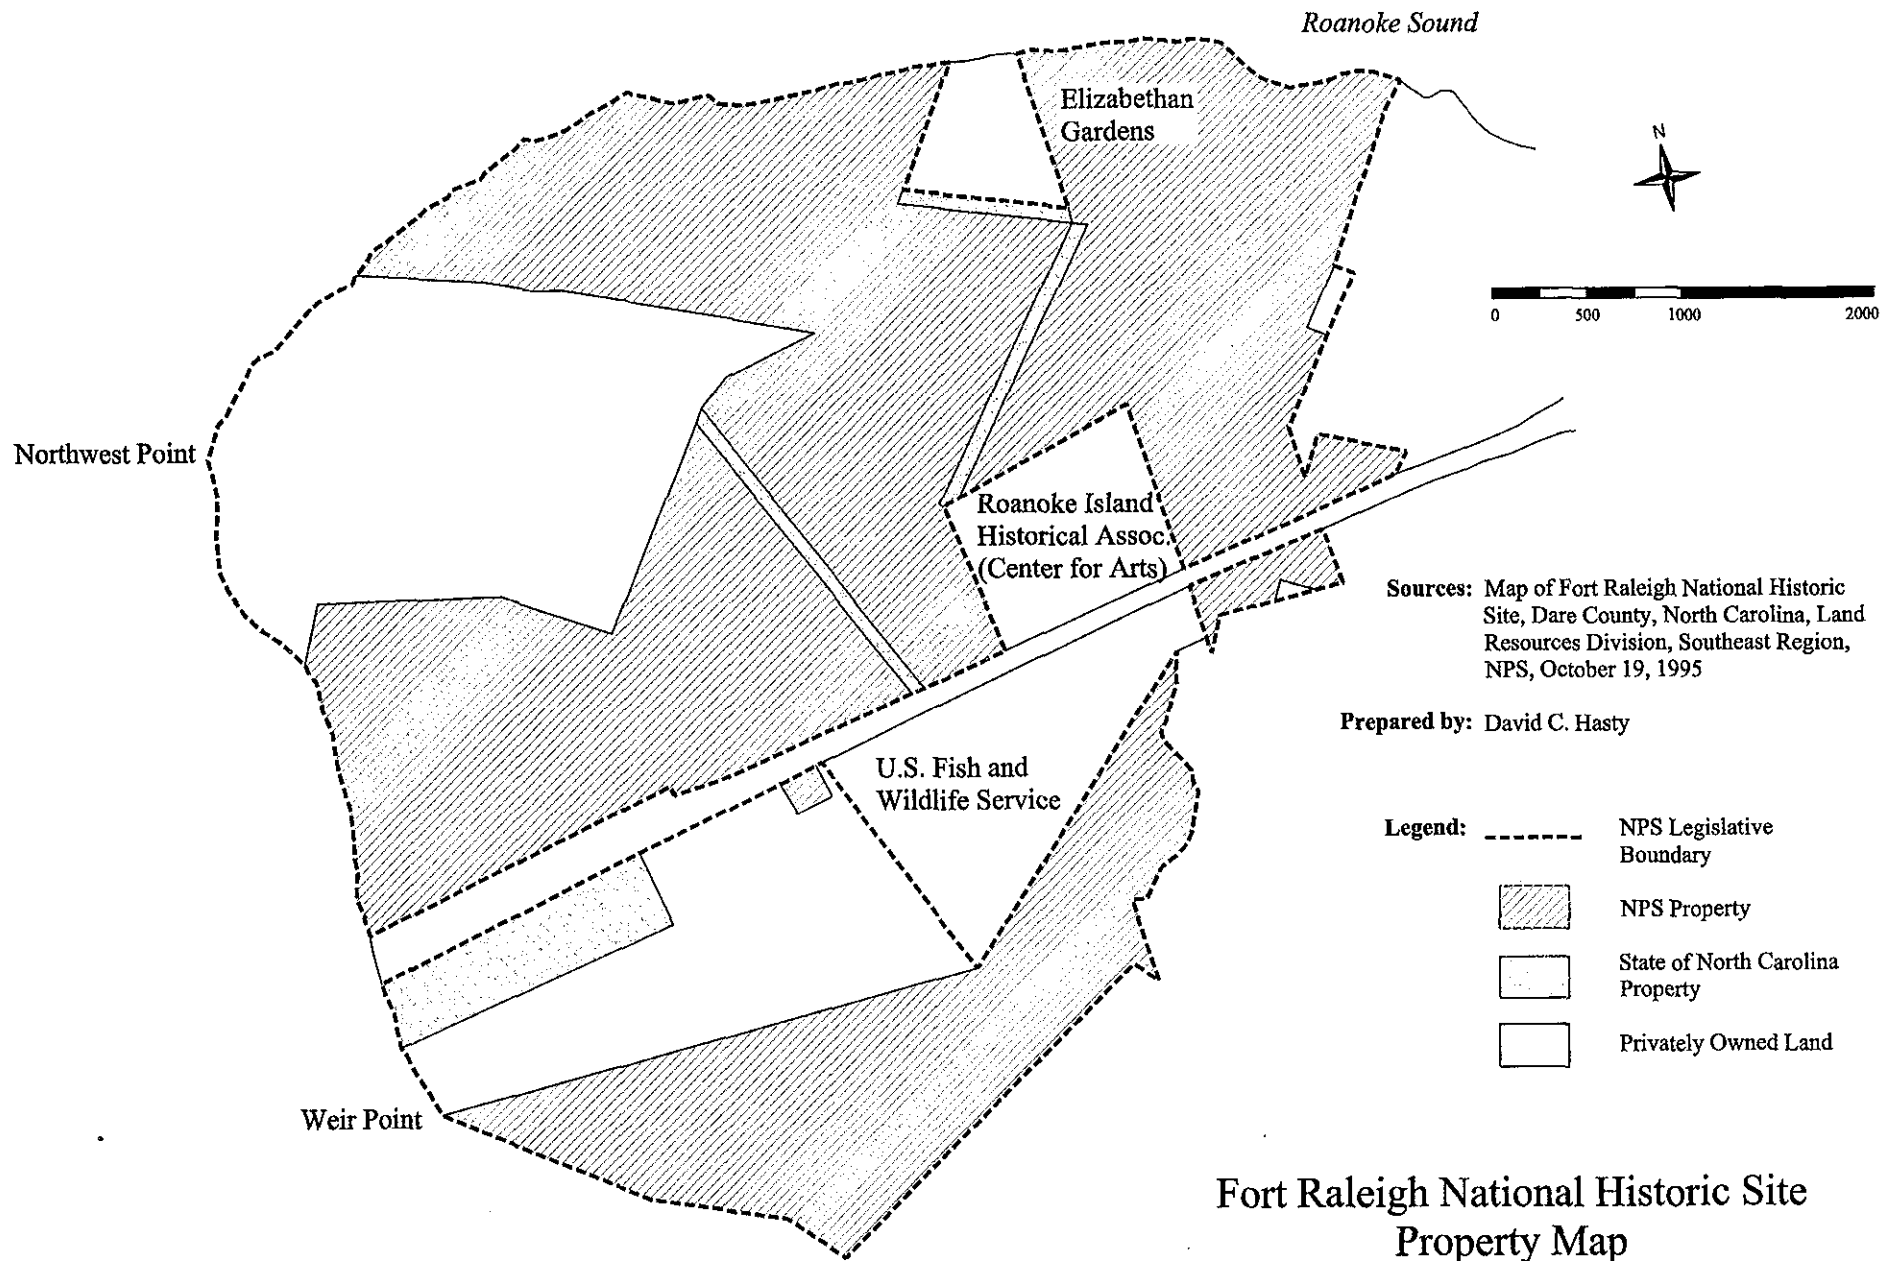 Roanoke Sound
Elizabethan
Gardens
N
0 500 1000 2000
Northwest Point
Roanoke Island
Historical Assoc.
(Center for Arts)
Sources: Map of Fort Raleigh National Historic
Site, Dare County, North Carolina, Land
Resources Division, Southeast Region,
NPS, October 19, 1995
Prepared by: David C. Hasty
U.S. Fish and
Wildlife Service
Legend:
NPS Legislative
Boundary
NPS Property
State of North Carolina
Property
Privately Owned Land
Weir Point
Fort Raleigh National Historic Site
Property Map